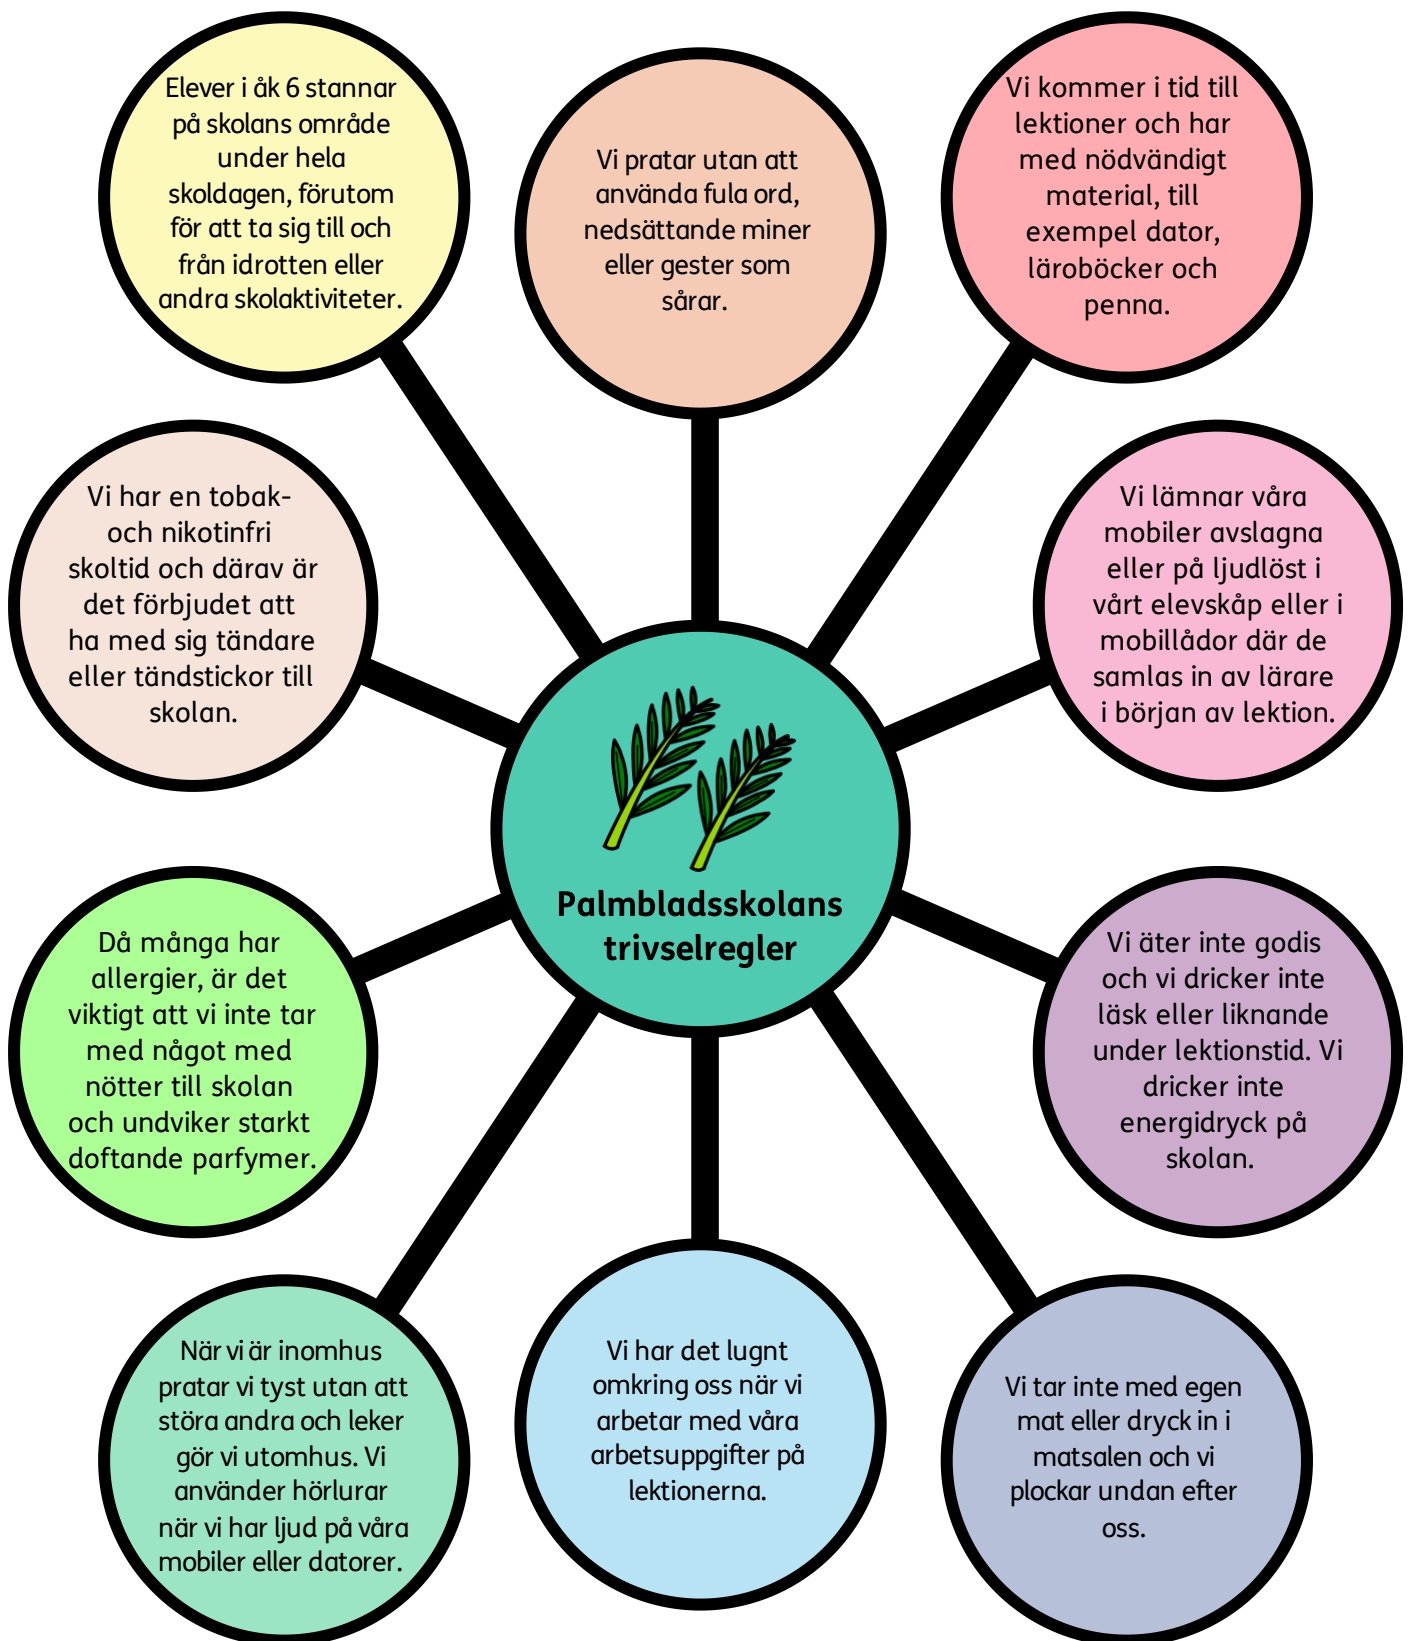 Elever i åk 6 stannar
på skolans område
under hela
skoldagen, förutom
för att ta sig till och
från idrotten eller
andra skolaktiviteter.
Vi pratar utan att
använda fula ord,
nedsättande miner
eller gester som
sårar.
Vi kommer i tid till
lektioner och har
med nödvändigt
material, till
exempel dator,
läroböcker och
penna.
Vi har en tobak-
och nikotinfri
skoltid och därav är
det förbjudet att
ha med sig tändare
eller tändstickor till
skolan.
Vi lämnar våra
mobiler avslagna
eller på ljudlöst i
vårt elevskåp eller i
mobillådor där de
samlas in av lärare
i början av lektion.
Palmbladsskolans
trivselregler
Då många har
allergier, är det
viktigt att vi inte tar
med något med
nötter till skolan
och undviker starkt
doftande parfymer.
Vi äter inte godis
och vi dricker inte
läsk eller liknande
under lektionstid. Vi
dricker inte
energidryck på
skolan.
När vi är inomhus
pratar vi tyst utan att
störa andra och leker
gör vi utomhus. Vi
använder hörlurar
när vi har ljud på våra
mobiler eller datorer.
Vi har det lugnt
omkring oss när vi
arbetar med våra
arbetsuppgifter på
lektionerna.
Vi tar inte med egen
mat eller dryck in i
matsalen och vi
plockar undan efter
oss.